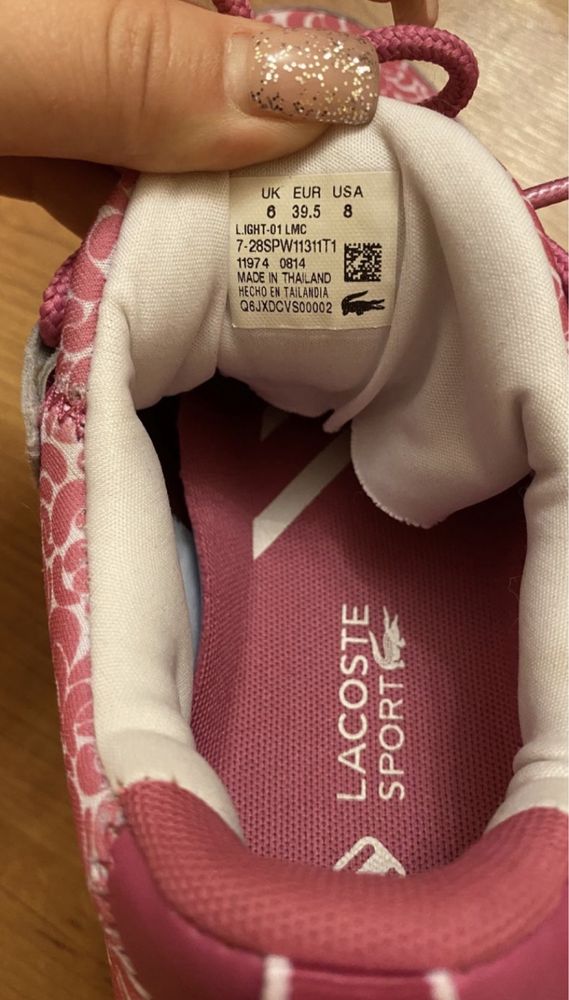 UK EUR USA
6 39.5 8
L.IGHT-01 LMC
7-28SPW11311T1
11974 0814
MADE IN THAILAND
HECHO EN TAILANDIA
Q6JXDCVS00002
LACOSTE
SPORT